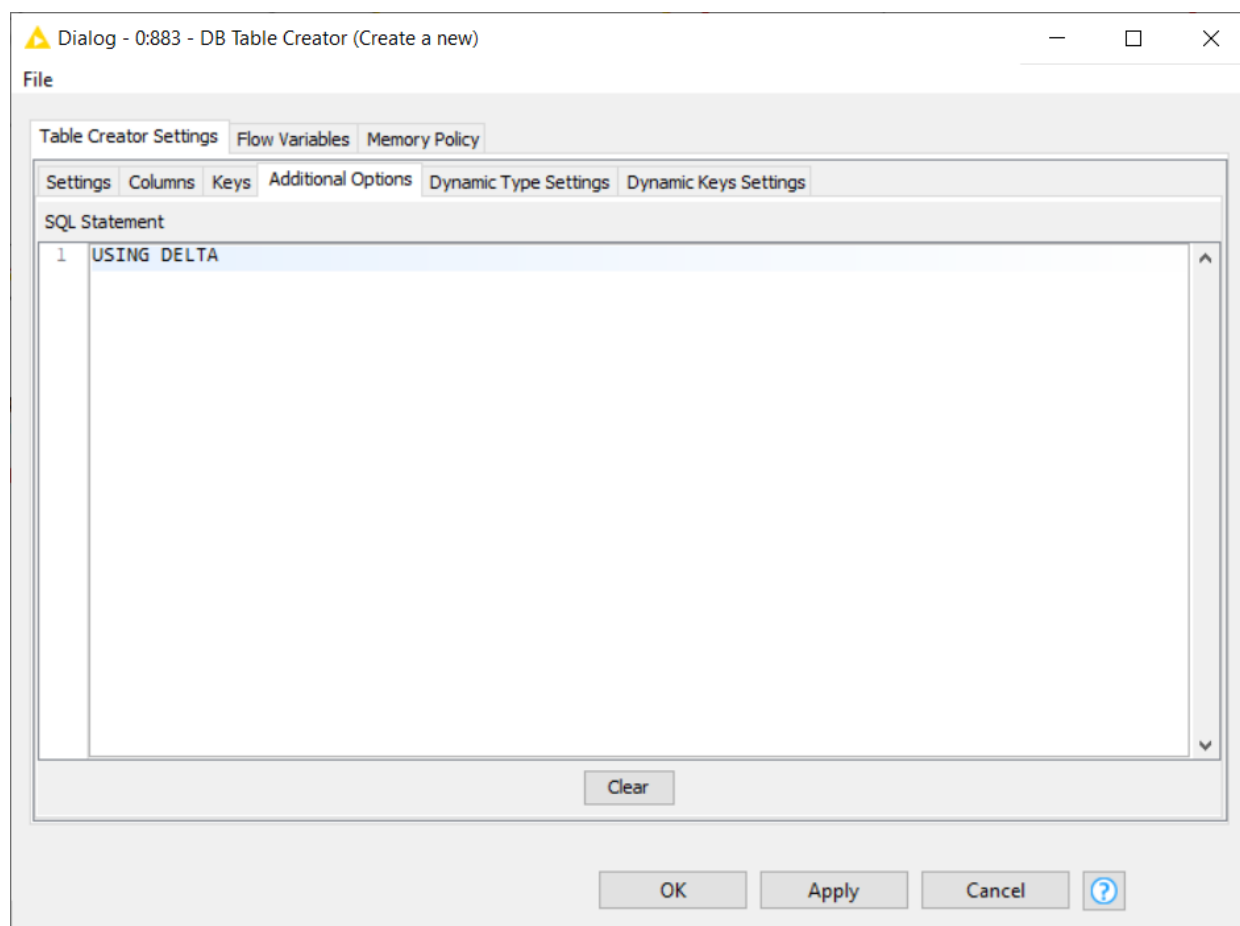 Dialog - 0:883 - DB Table Creator (Create a new)
File
Table Creator Settings Flow Variables Memory Policy
Settings Columns Keys Additional Options Dynamic Type Settings Dynamic Keys Settings
SQL Statement
1 USING DELTA
Clear
OK Apply Cancel ?